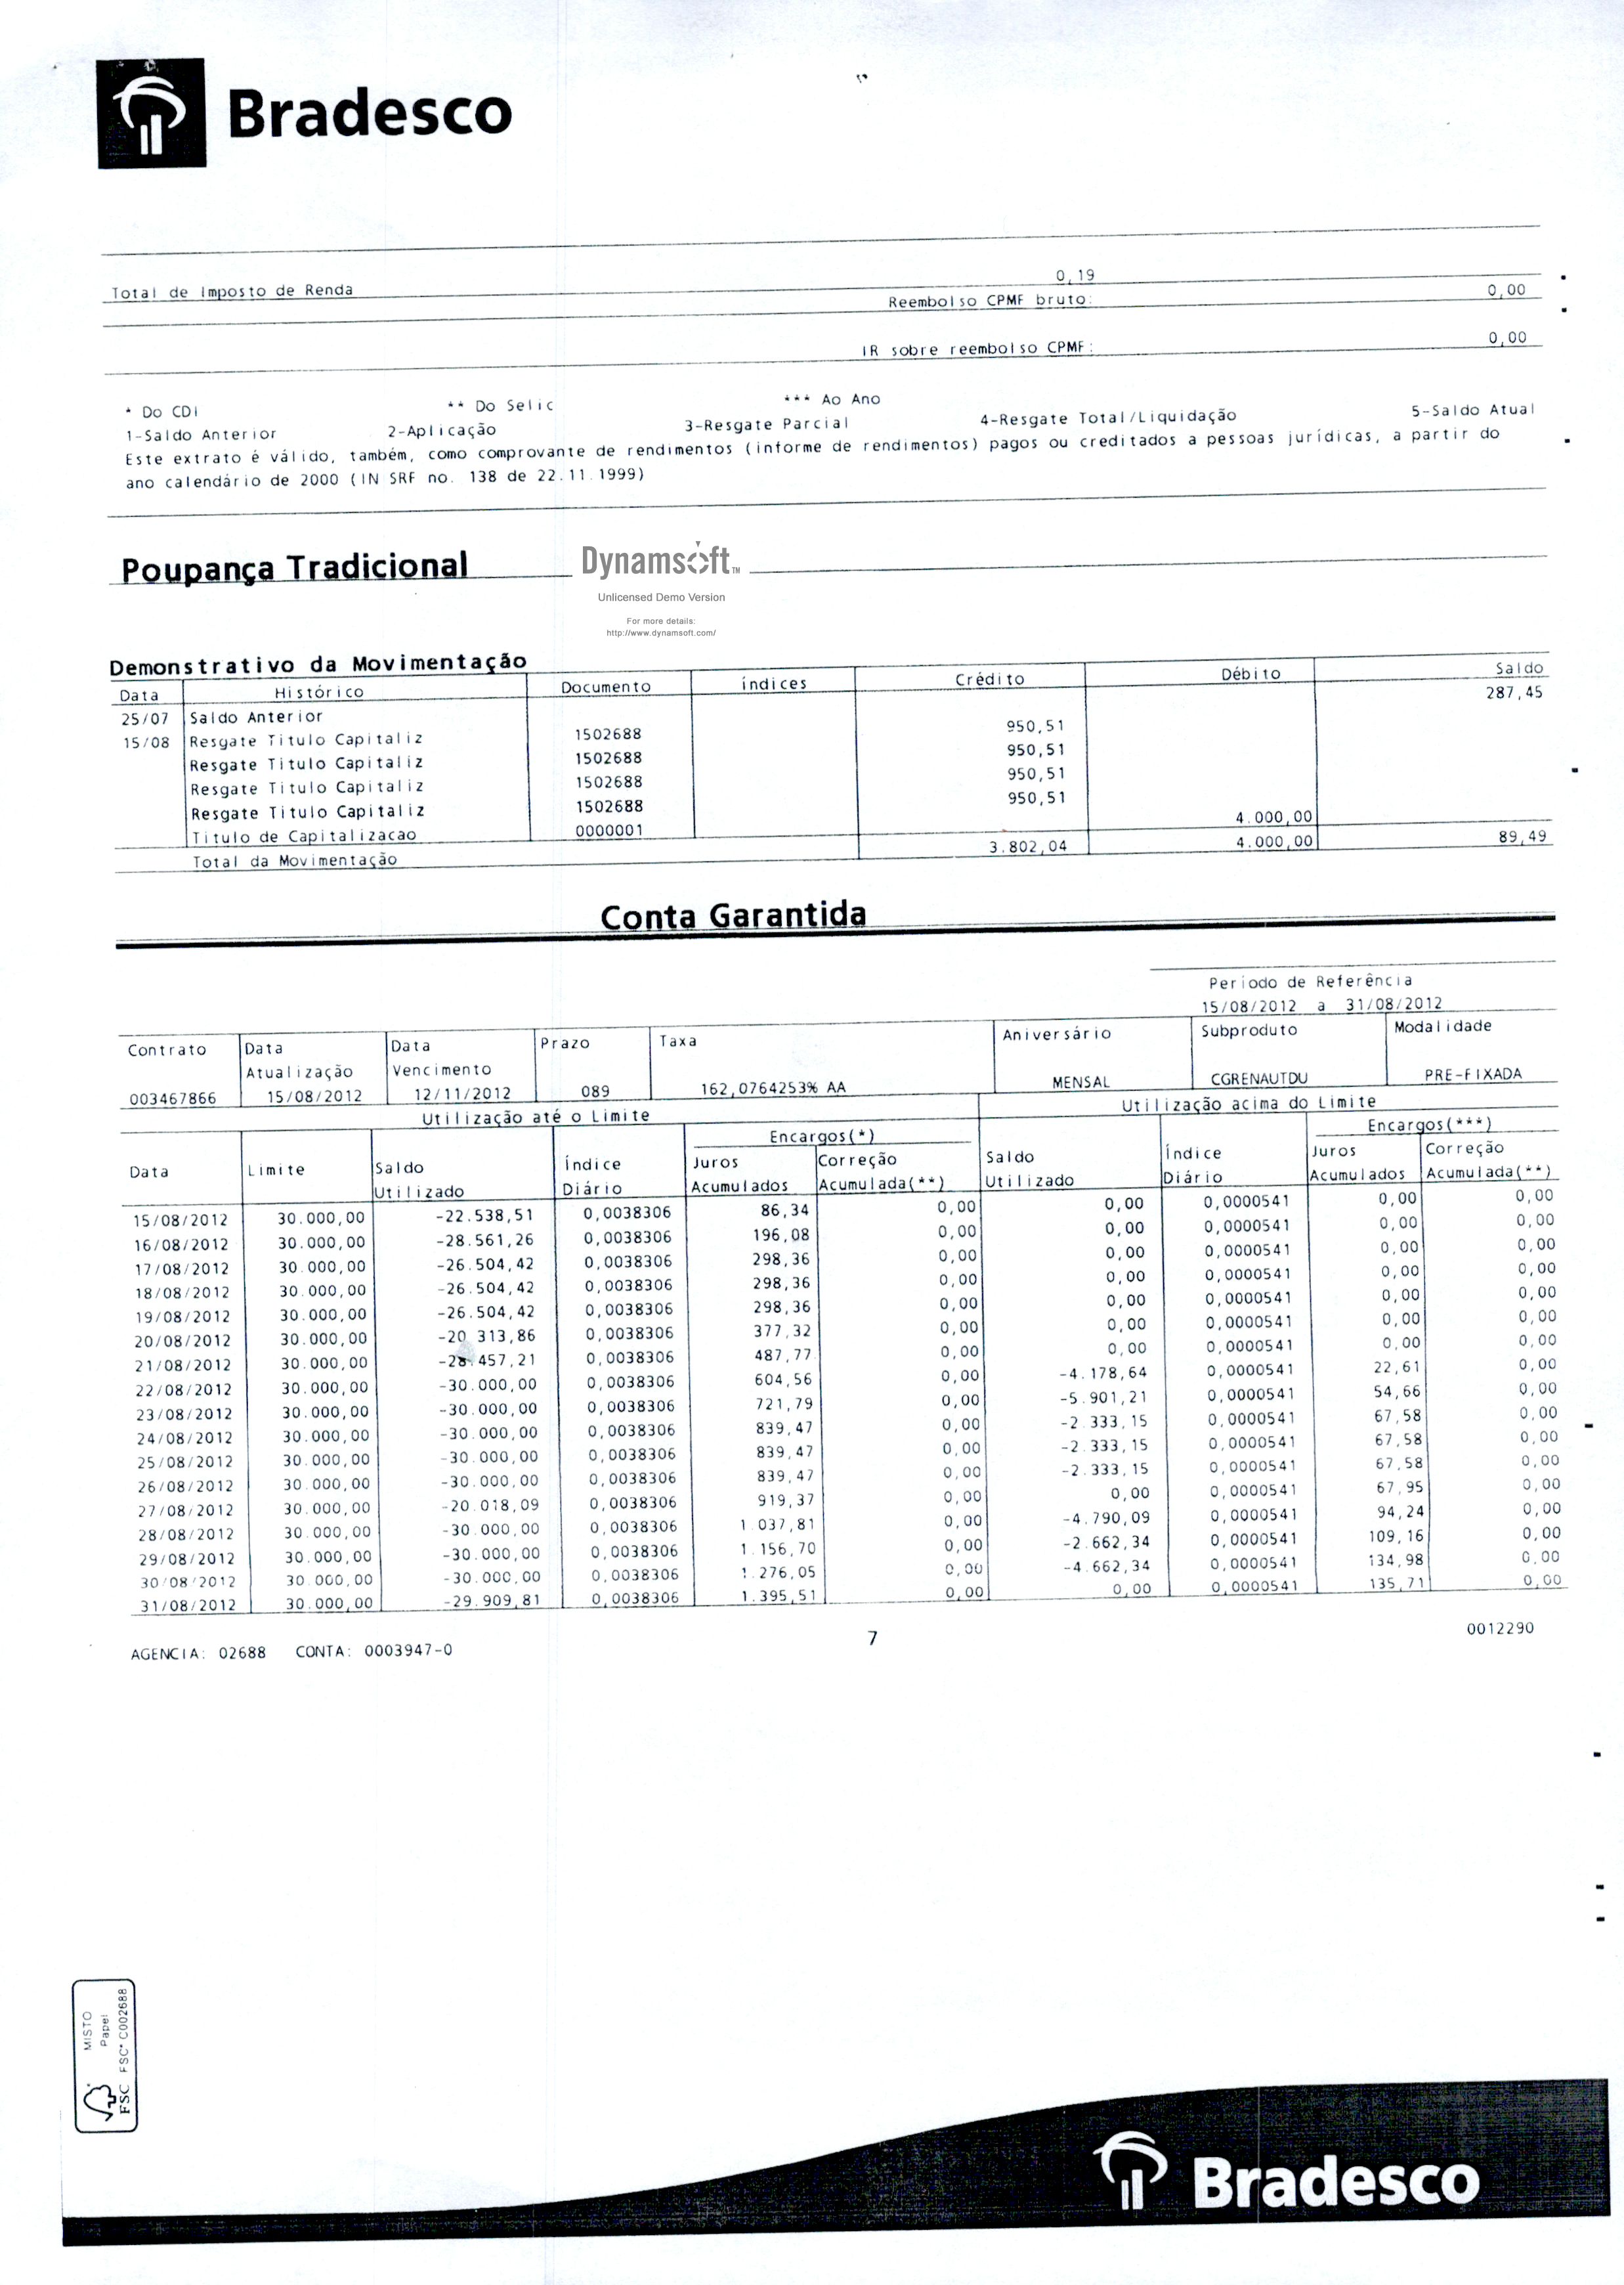 Bradesco
Total de Imposto de Renda 0,19
Reembolso CPMF bruto: 0,00
IR sobre reembolso CPMF: 0,00
* Do CDI ** Do Selic *** Ao Ano
1-Saldo Anterior 2-Aplicação 3-Resgate Parcial 4-Resgate Total/Liquidação 5-Saldo Atual
Este extrato é válido, também, como comprovante de rendimentos (informe de rendimentos) pagos ou creditados a pessoas jurídicas, a partir do
ano calendário de 2000 (IN SRF no. 138 de 22.11.1999)
Poupança Tradicional
Dynamsoft TM
Unlicensed Demo Version
For more details:
http://www.dynamsoft.com/
Demonstrativo da Movimentação
Data Histórico Documento índices Crédito Débito Saldo
25/07 Saldo Anterior 287,45
15/08 Resgate Titulo Capitaliz 1502688 950,51
Resgate Titulo Capitaliz 1502688 950,51
Resgate Titulo Capitaliz 1502688 950,51
Resgate Titulo Capitaliz 1502688 950,51
Titulo de Capitalizacao 0000001 4.000,00
Total da Movimentação 3.802,04 4.000,00 89,49
Conta Garantida
Periodo de Referência
15/08/2012 a 31/08/2012
Contrato Data Atualização Data Vencimento Prazo Taxa Aniversário Subproduto Modalidade
003467866 15/08/2012 12/11/2012 089 162,0764253% AA MENSAL CGRENAUTDU PRE-FIXADA
Utilização até o Limite Utilização acima do Limite
Encargos(*) Encargos(***)
Data Limite Saldo Utilizado Índice Diário Juros Acumulados Correção Acumulada(**) Saldo Utilizado Índice Diário Juros Acumulados Correção Acumulada(**)
15/08/2012 30.000,00 -22.538,51 0,0038306 86,34 0,00 0,00 0,0000541 0,00 0,00
16/08/2012 30.000,00 -28.561,26 0,0038306 196,08 0,00 0,00 0,0000541 0,00 0,00
17/08/2012 30.000,00 -26.504,42 0,0038306 298,36 0,00 0,00 0,0000541 0,00 0,00
18/08/2012 30.000,00 -26.504,42 0,0038306 298,36 0,00 0,00 0,0000541 0,00 0,00
19/08/2012 30.000,00 -26.504,42 0,0038306 298,36 0,00 0,00 0,0000541 0,00 0,00
20/08/2012 30.000,00 -20.313,86 0,0038306 377,32 0,00 0,00 0,0000541 0,00 0,00
21/08/2012 30.000,00 -28.457,21 0,0038306 487,77 0,00 0,00 0,0000541 0,00 0,00
22/08/2012 30.000,00 -30.000,00 0,0038306 604,56 0,00 -4.178,64 0,0000541 22,61 0,00
23/08/2012 30.000,00 -30.000,00 0,0038306 721,79 0,00 -5.901,21 0,0000541 54,66 0,00
24/08/2012 30.000,00 -30.000,00 0,0038306 839,47 0,00 -2.333,15 0,0000541 67,58 0,00
25/08/2012 30.000,00 -30.000,00 0,0038306 839,47 0,00 -2.333,15 0,0000541 67,58 0,00
26/08/2012 30.000,00 -30.000,00 0,0038306 839,47 0,00 -2.333,15 0,0000541 67,58 0,00
27/08/2012 30.000,00 -20.018,09 0,0038306 919,37 0,00 0,00 0,0000541 67,95 0,00
28/08/2012 30.000,00 -30.000,00 0,0038306 1.037,81 0,00 -4.790,09 0,0000541 94,24 0,00
29/08/2012 30.000,00 -30.000,00 0,0038306 1.156,70 0,00 -2.662,34 0,0000541 109,16 0,00
30/08/2012 30.000,00 -30.000,00 0,0038306 1.276,05 0,00 -4.662,34 0,0000541 134,98 0,00
31/08/2012 30.000,00 -29.909,81 0,0038306 1.395,51 0,00 0,00 0,0000541 135,71 0,00
AGENCIA: 02688 CONTA: 0003947-0 7 0012290
MISTO
Papel
FSC FSC® C002688
Bradesco